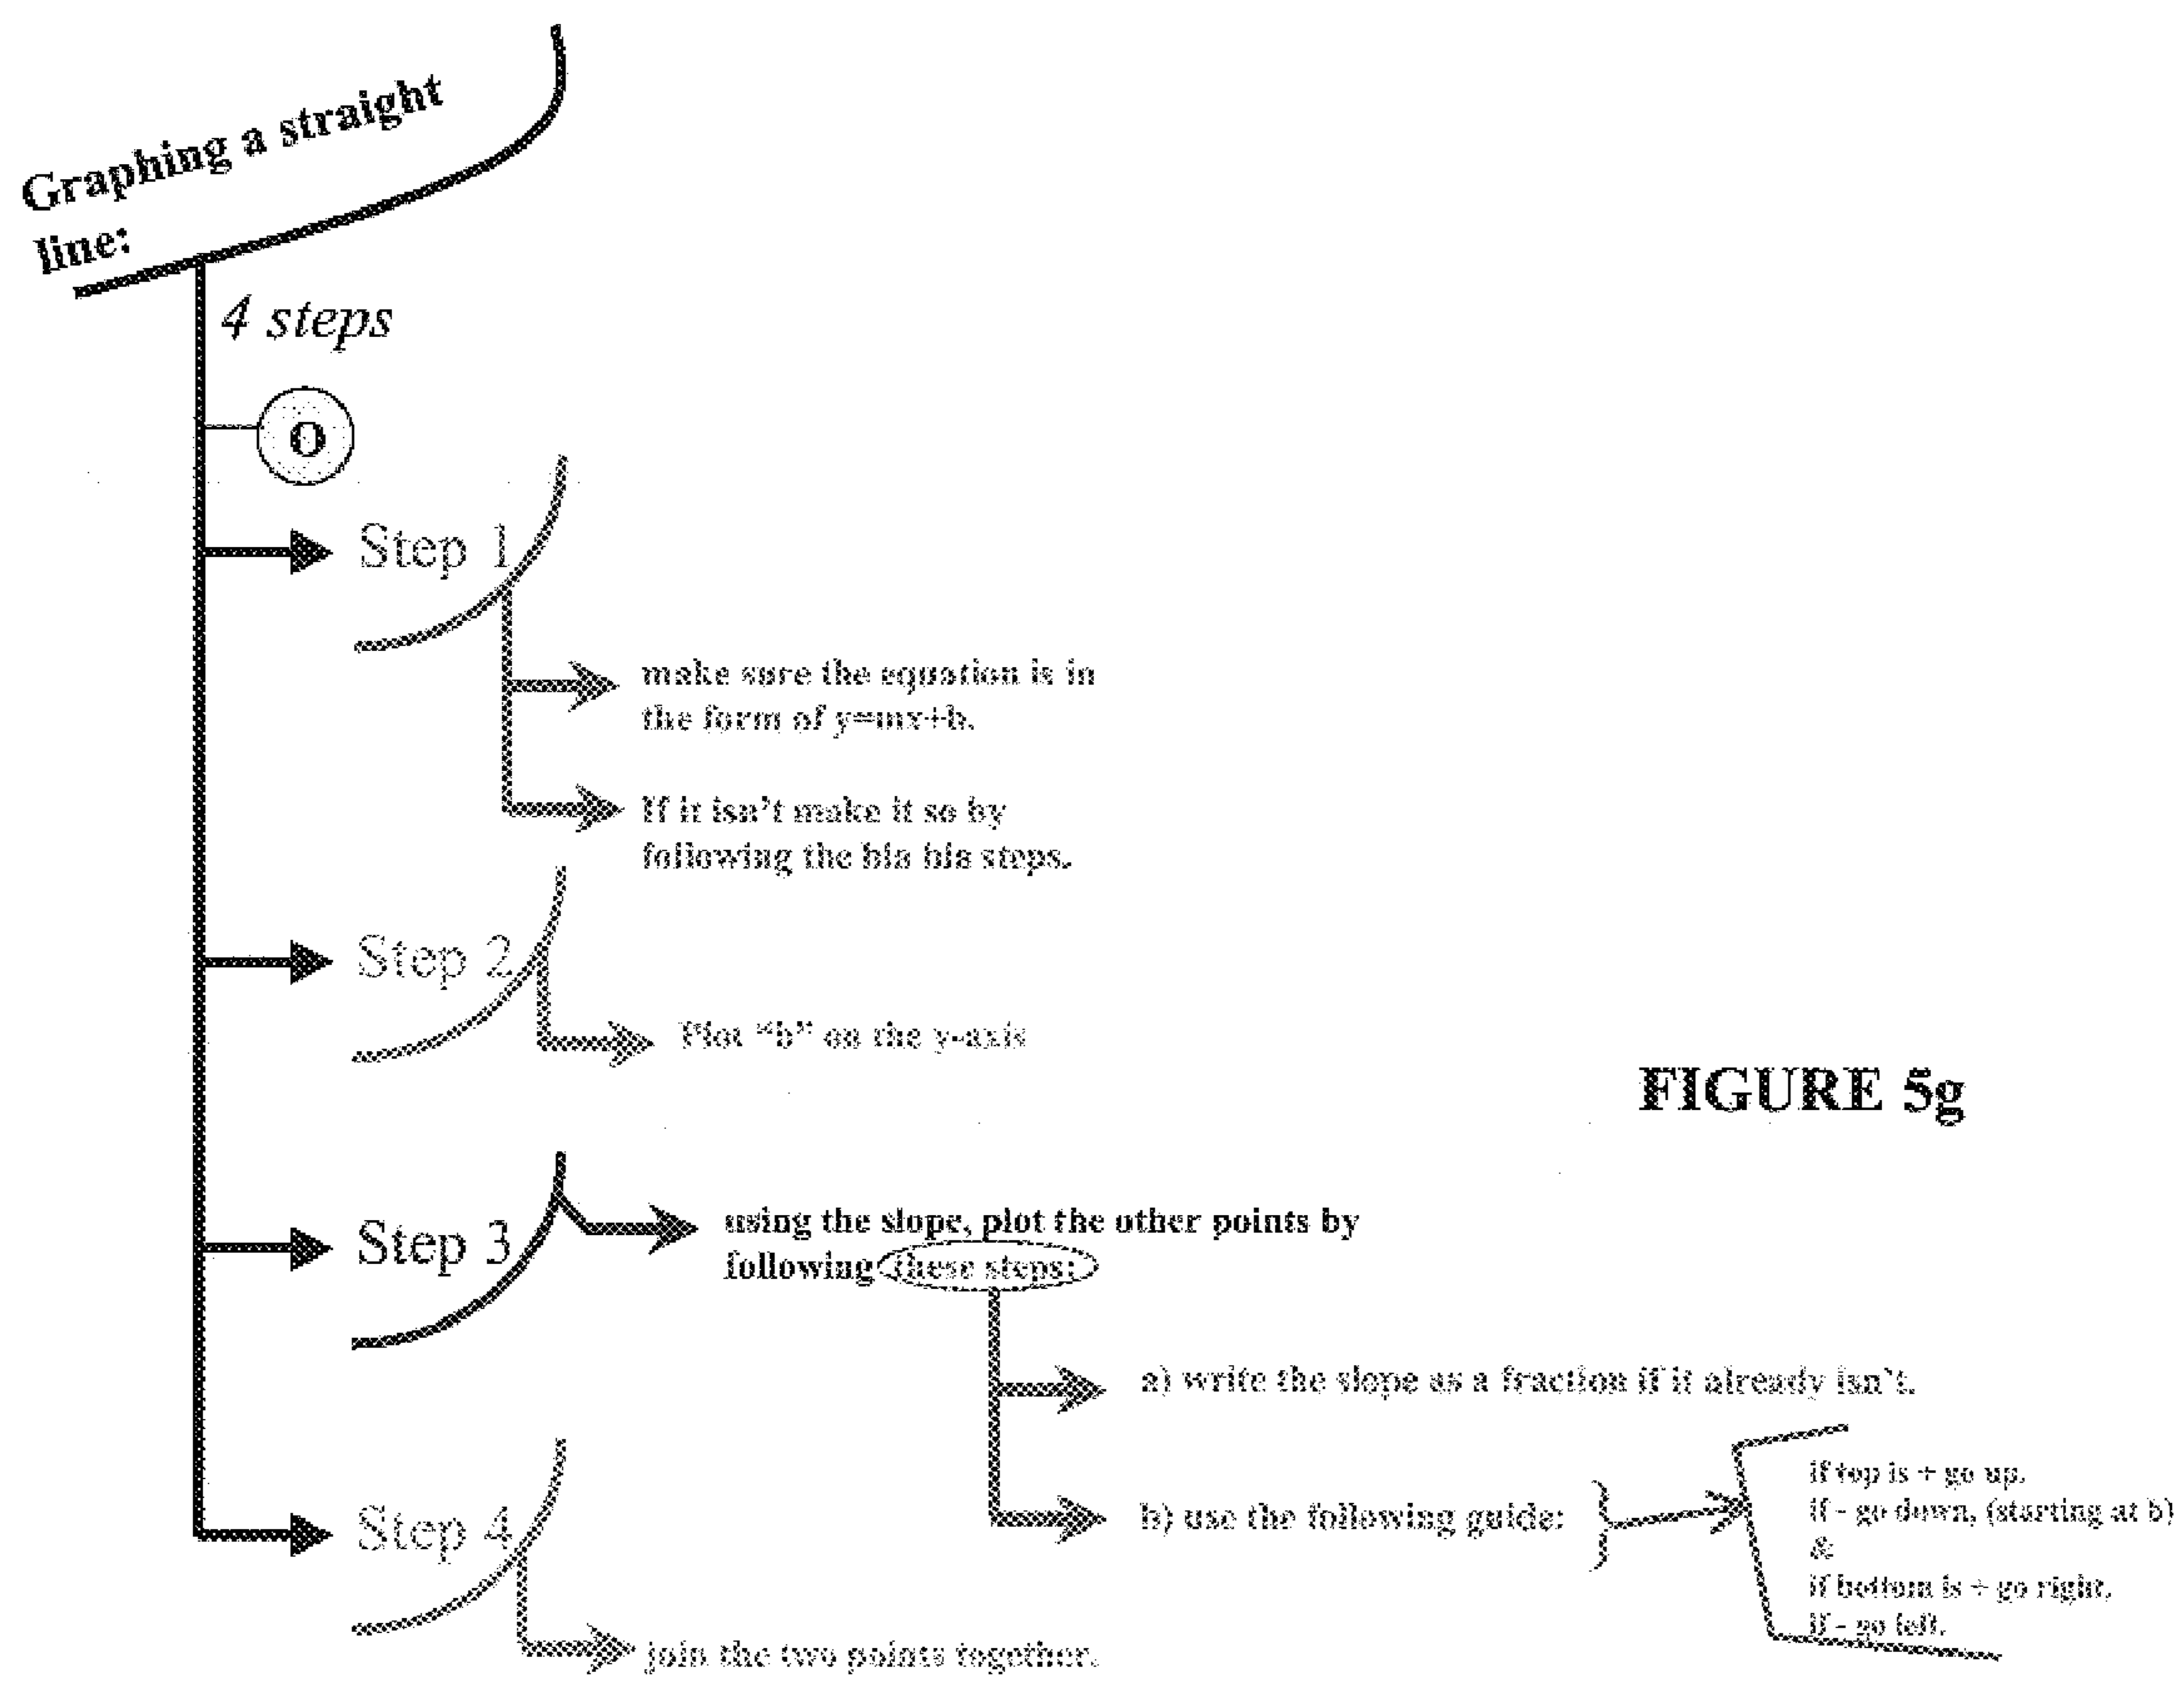 Graphing a straight
line:
4 steps
O
Step 1
make sure the equation is in
the form of y=mx+b.
If it isn't make it so by
following the bla bla steps.
Step 2
Plot "b" on the y-axis
FIGURE 5g
Step 3
using the slope, plot the other points by
following these steps:
a) write the slope as a fraction if it already isn't.
b) use the following guide:
if top is + go up.
if - go down, (starting at b)
&
if bottom is + go right,
if - go left.
Step 4
join the two points together.